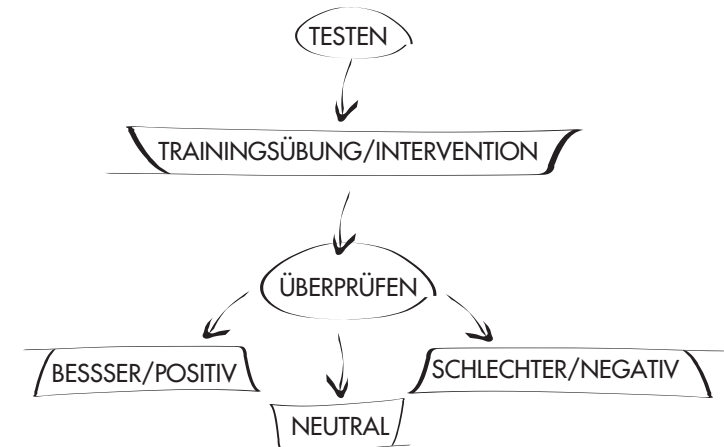 TESTEN
TRAININGSÜBUNG/INTERVENTION
ÜBERPRÜFEN
BESSSER/POSITIV
SCHLECHTER/NEGATIV
NEUTRAL